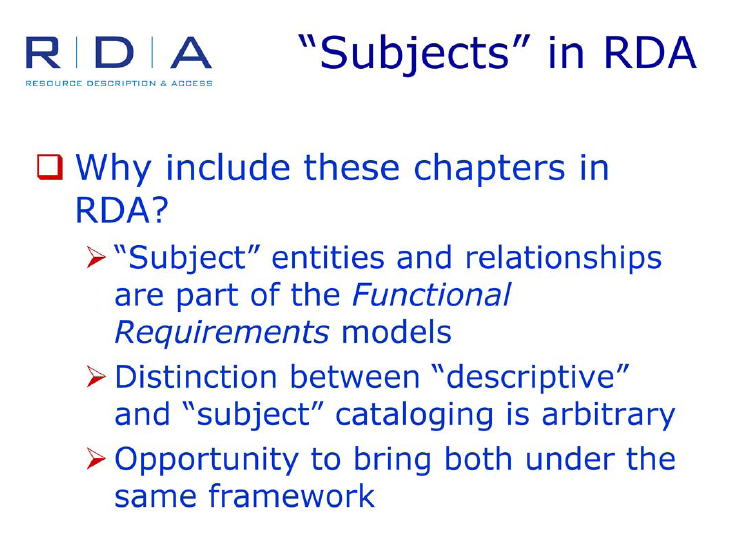 R|D|A
RESOURCE DESCRIPTION & ACCESS
“Subjects” in RDA
Why include these chapters in
RDA?
“Subject” entities and relationships
are part of the Functional
Requirements models
Distinction between “descriptive”
and “subject” cataloging is arbitrary
Opportunity to bring both under the
same framework